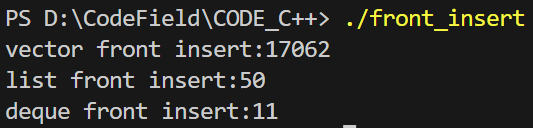 PS D:\CodeField\CODE_C++> ./front_insert
vector front insert:17062
list front insert:50
deque front insert:11